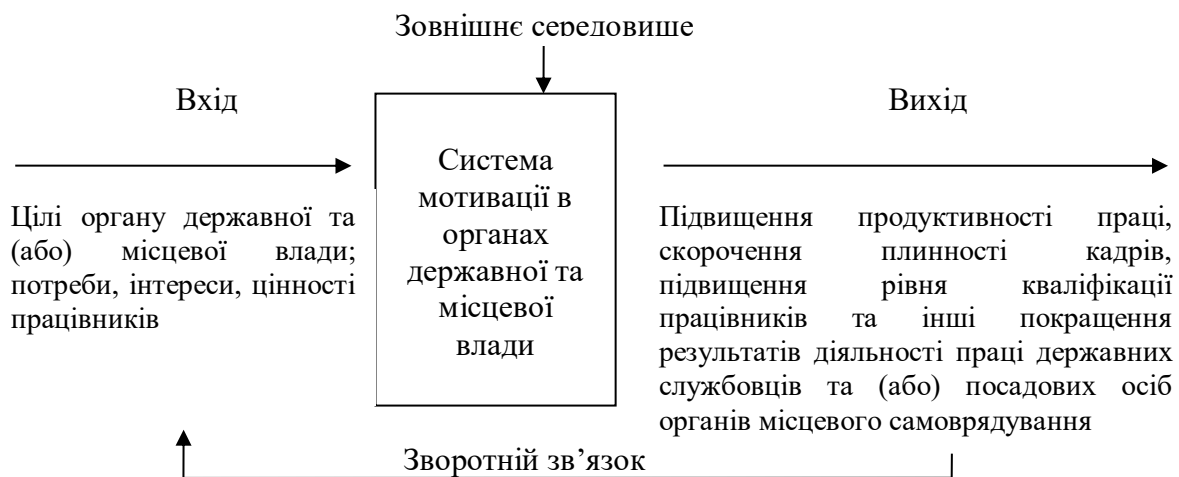 Зовнішнє середовище
Вхід
Вихід
Система
мотивації в
органах
державної та
місцевої
влади
Цілі органу державної та
(або) місцевої влади;
потреби, інтереси, цінності
працівників
Підвищення продуктивності праці,
скорочення плинності кадрів,
підвищення рівня кваліфікації
працівників та інші покращення
результатів діяльності праці державних
службовців та (або) посадових осіб
органів місцевого самоврядування
Зворотній зв’язок